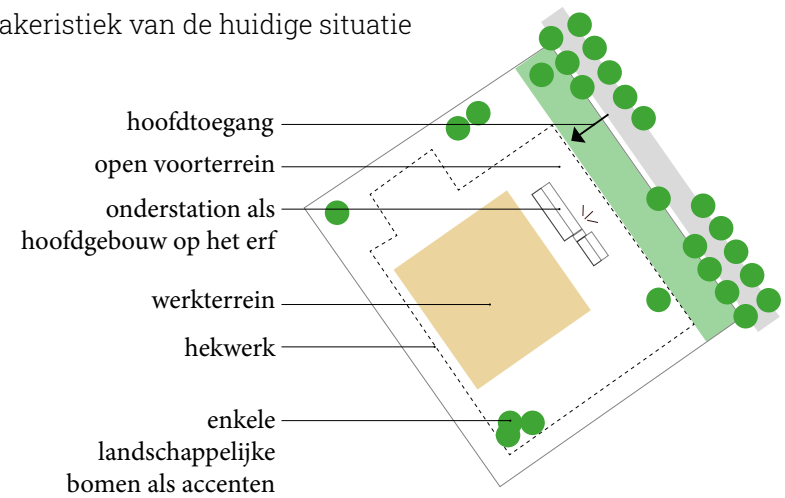 akeristiek van de huidige situatie
hoofdtoegang
open voorterrein
onderstation als
hoofdgebouw op het erf
werkterrein
hekwerk
enkele
landschappelijke
bomen als accenten